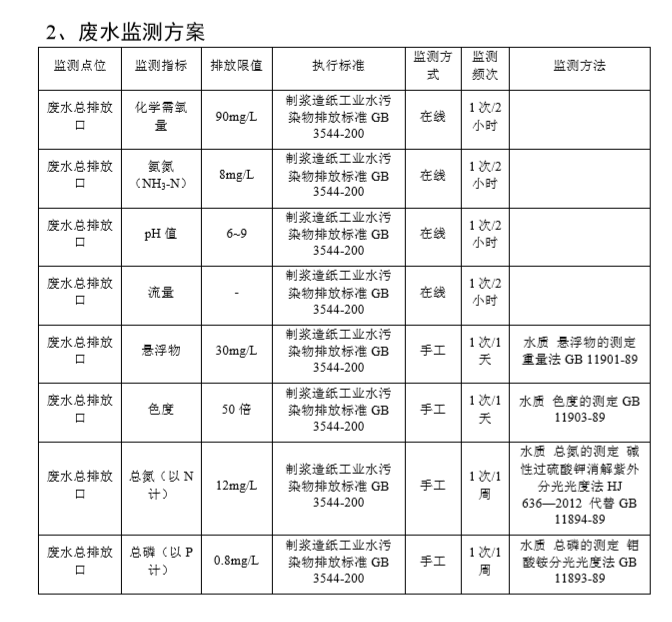 2、废水监测方案
监测点位 监测指标 排放限值 执行标准 监测方式 监测频次 监测方法
废水总排放口 化学需氧量 90mg/L 制浆造纸工业水污染物排放标准 GB 3544-200 在线 1 次/2 小时
废水总排放口 氨氮（NH₃-N） 8mg/L 制浆造纸工业水污染物排放标准 GB 3544-200 在线 1 次/2 小时
废水总排放口 pH 值 6~9 制浆造纸工业水污染物排放标准 GB 3544-200 在线 1 次/2 小时
废水总排放口 流量 - 制浆造纸工业水污染物排放标准 GB 3544-200 在线 1 次/2 小时
废水总排放口 悬浮物 30mg/L 制浆造纸工业水污染物排放标准 GB 3544-200 手工 1 次/1 天 水质 悬浮物的测定 重量法 GB 11901-89
废水总排放口 色度 50 倍 制浆造纸工业水污染物排放标准 GB 3544-200 手工 1 次/1 天 水质 色度的测定 GB 11903-89
废水总排放口 总氮（以 N 计） 12mg/L 制浆造纸工业水污染物排放标准 GB 3544-200 手工 1 次/1 周 水质 总氮的测定 碱性过硫酸钾消解紫外分光光度法 HJ 636—2012 代替 GB 11894-89
废水总排放口 总磷（以 P 计） 0.8mg/L 制浆造纸工业水污染物排放标准 GB 3544-200 手工 1 次/1 周 水质 总磷的测定 钼酸铵分光光度法 GB 11893-89